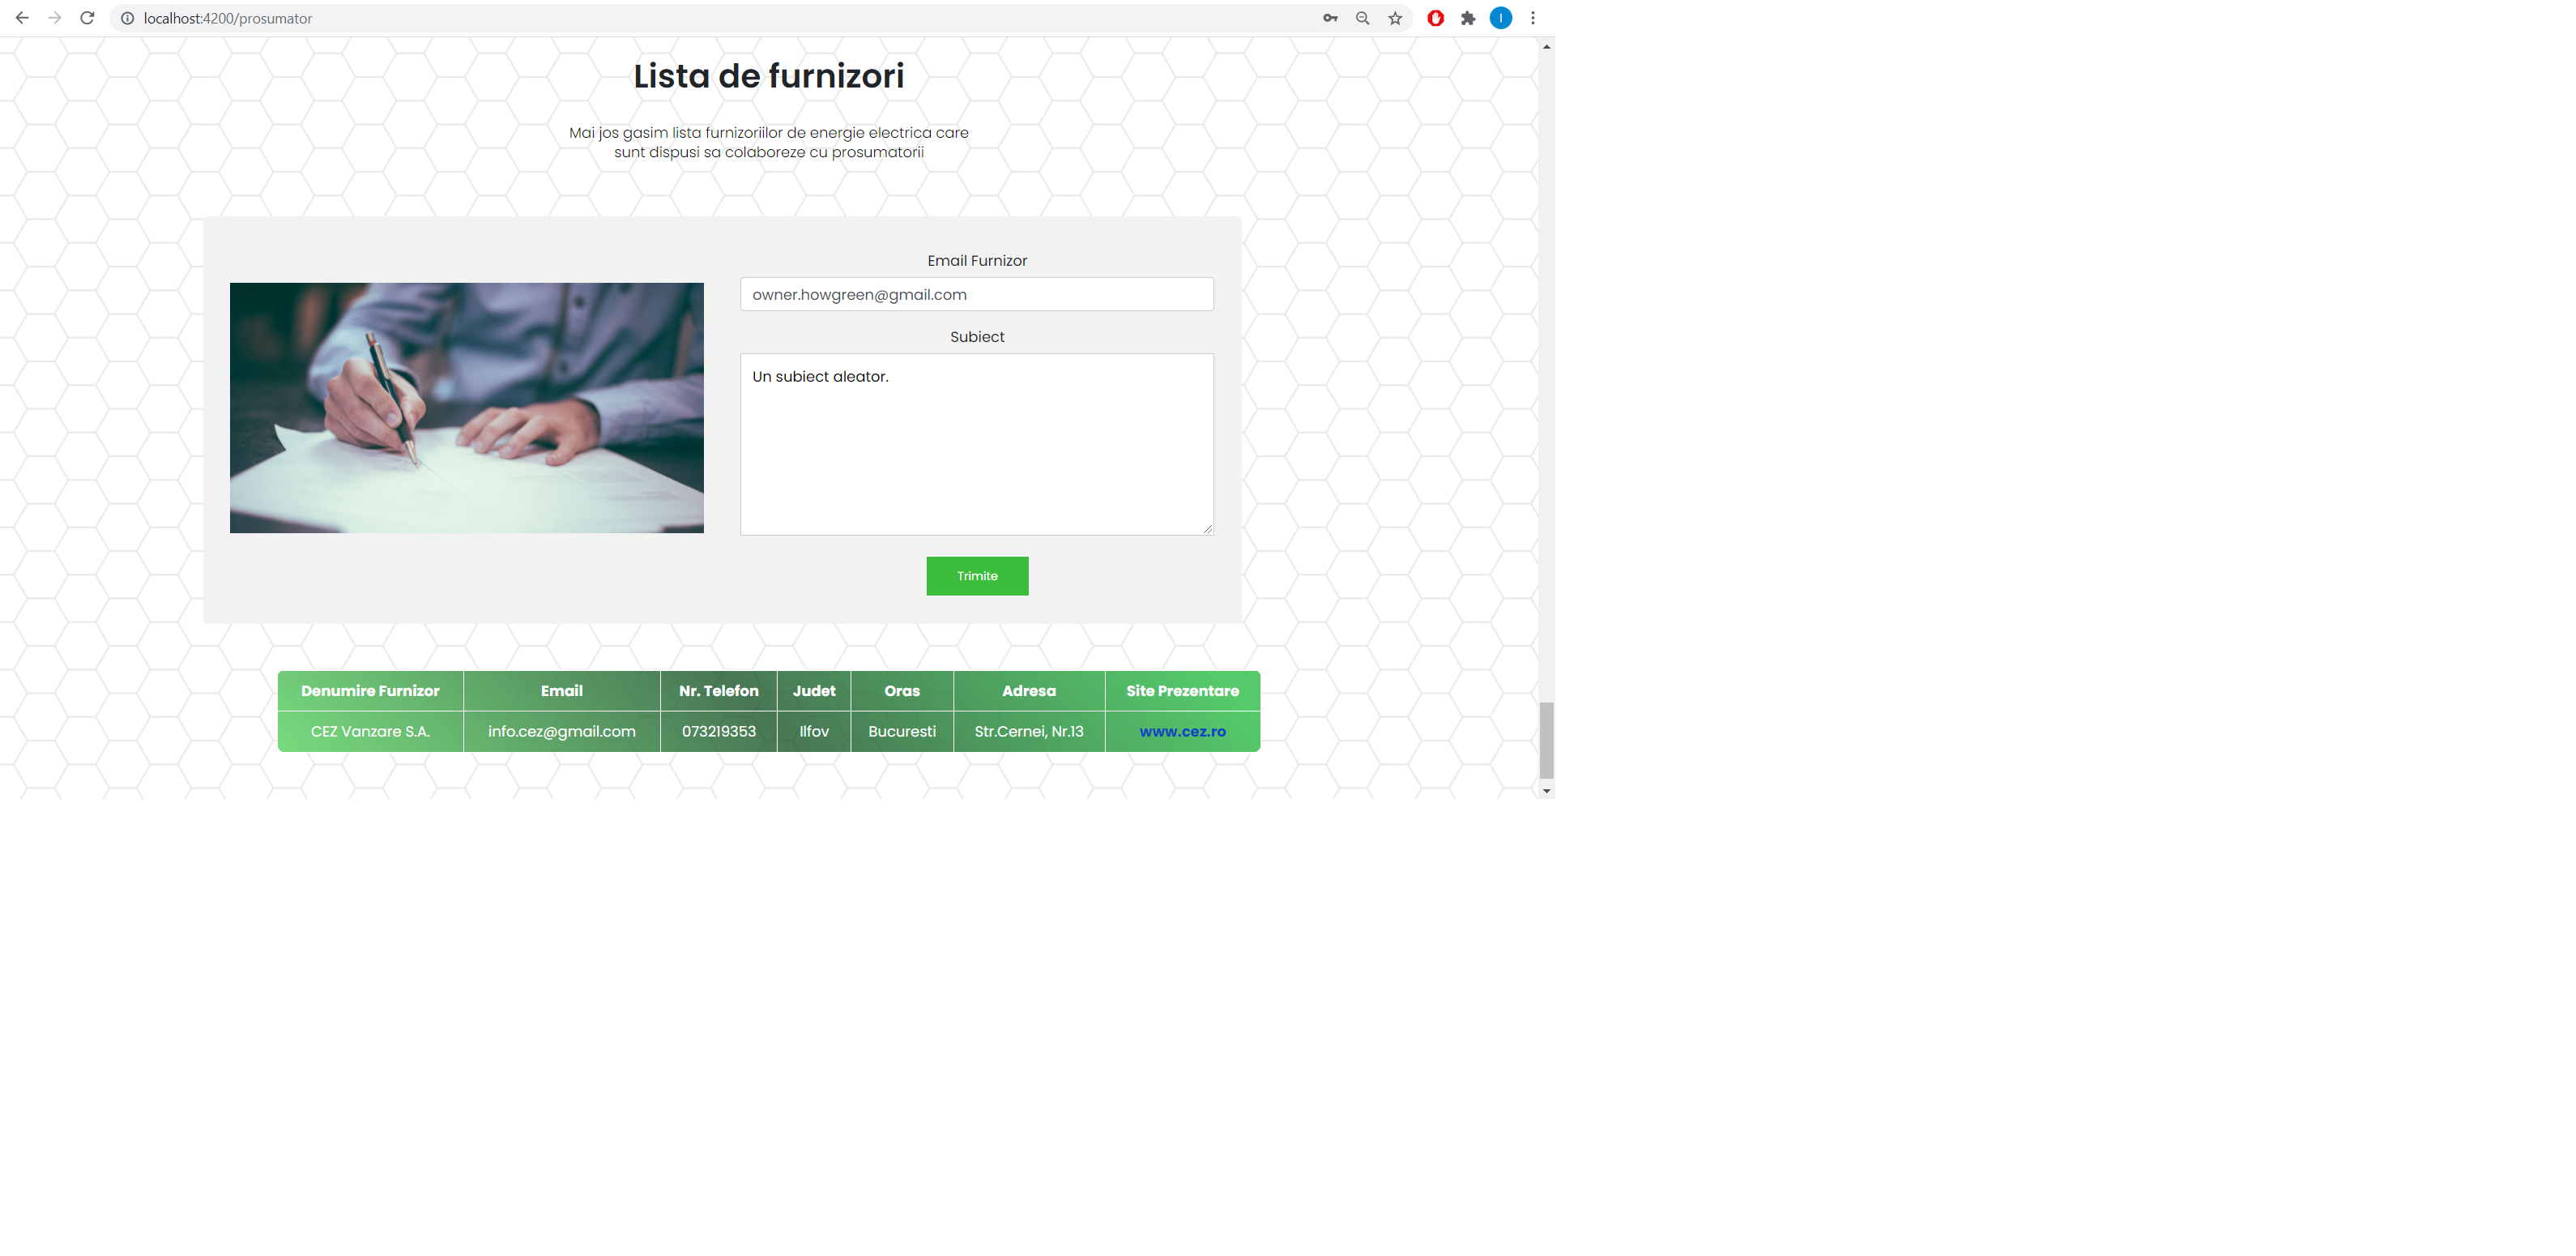 localhost:4200/prosumator
I
Lista de furnizori
Mai jos gasim lista furnizoriilor de energie electrica care
sunt dispusi sa colaboreze cu prosumatorii
Email Furnizor
owner.howgreen@gmail.com
Subiect
Un subiect aleator.
Trimite
Denumire Furnizor Email Nr. Telefon Judet Oras Adresa Site Prezentare
CEZ Vanzare S.A. info.cez@gmail.com 073219353 Ilfov Bucuresti Str.Cernei, Nr.13 www.cez.ro